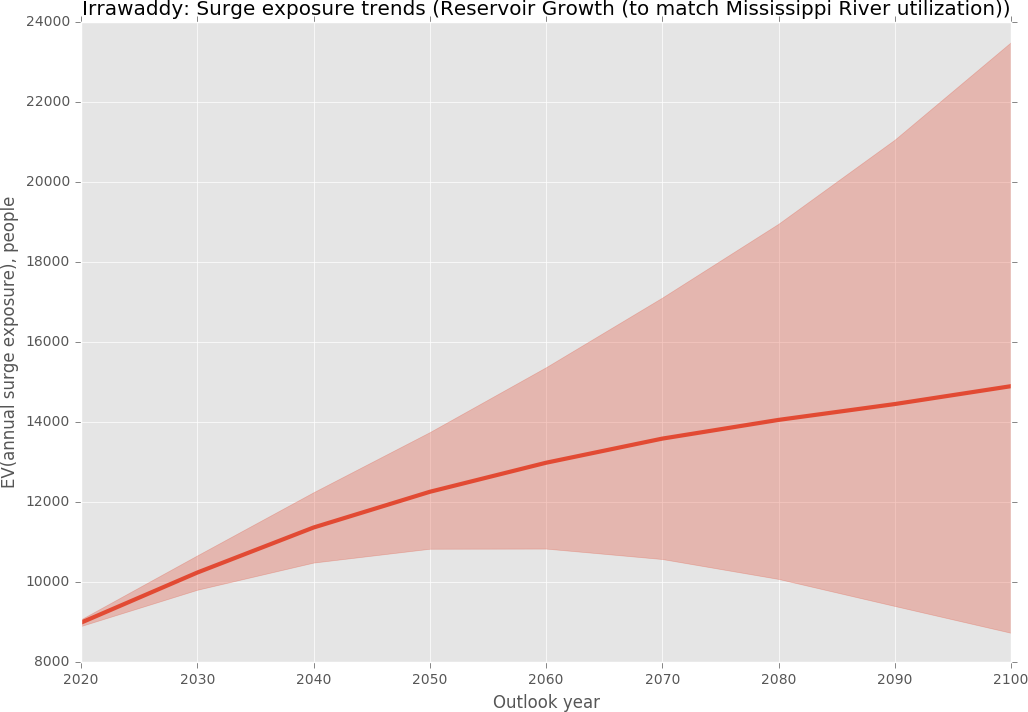 Irrawaddy: Surge exposure trends (Reservoir Growth (to match Mississippi River utilization))
EV(annual surge exposure), people
24000
22000
20000
18000
16000
14000
12000
10000
8000
2020 2030 2040 2050 2060 2070 2080 2090 2100
Outlook year